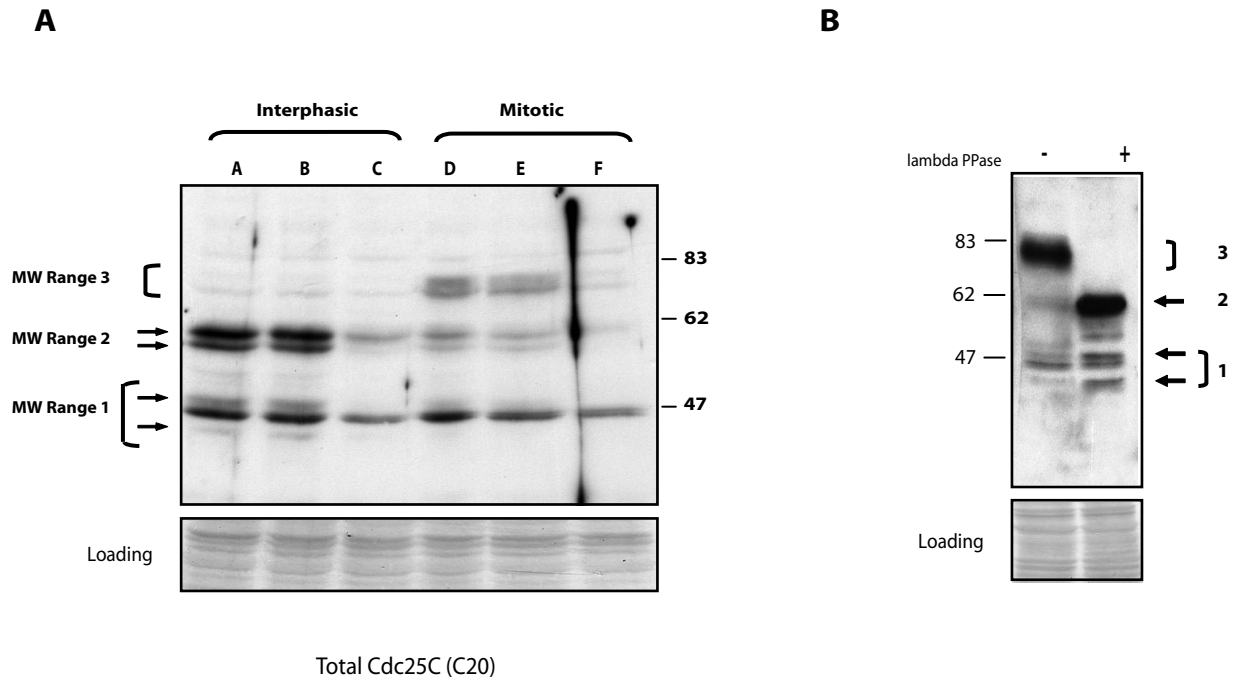 A
B
Interphasic
Mitotic
A B C D E F
lambda PPase - +
MW Range 3
MW Range 2
MW Range 1
83
62
47
83
62
47
3
2
1
Loading
Loading
Total Cdc25C (C20)